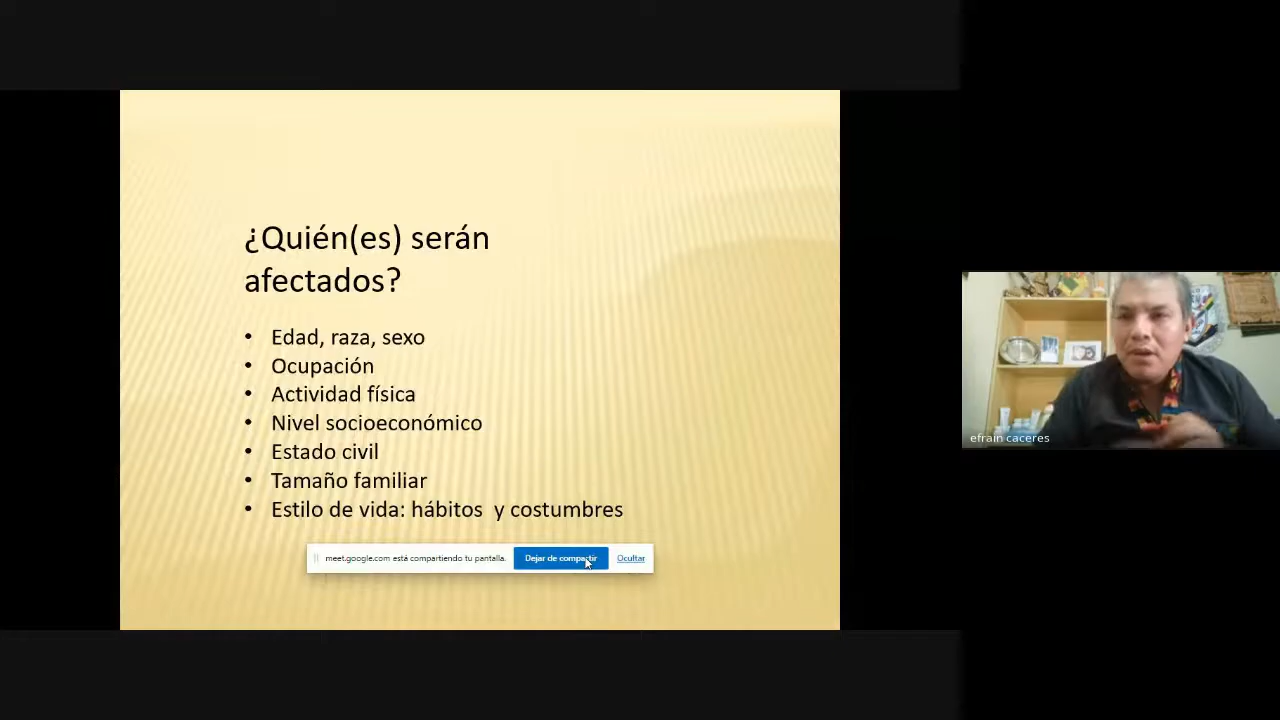 ¿Quién(es) serán
afectados?
• Edad, raza, sexo
• Ocupación
• Actividad física
• Nivel socioeconómico
• Estado civil
• Tamaño familiar
• Estilo de vida: hábitos y costumbres
meet.google.com está compartiendo tu pantalla. Dejar de compartir Ocultar
efrain caceres